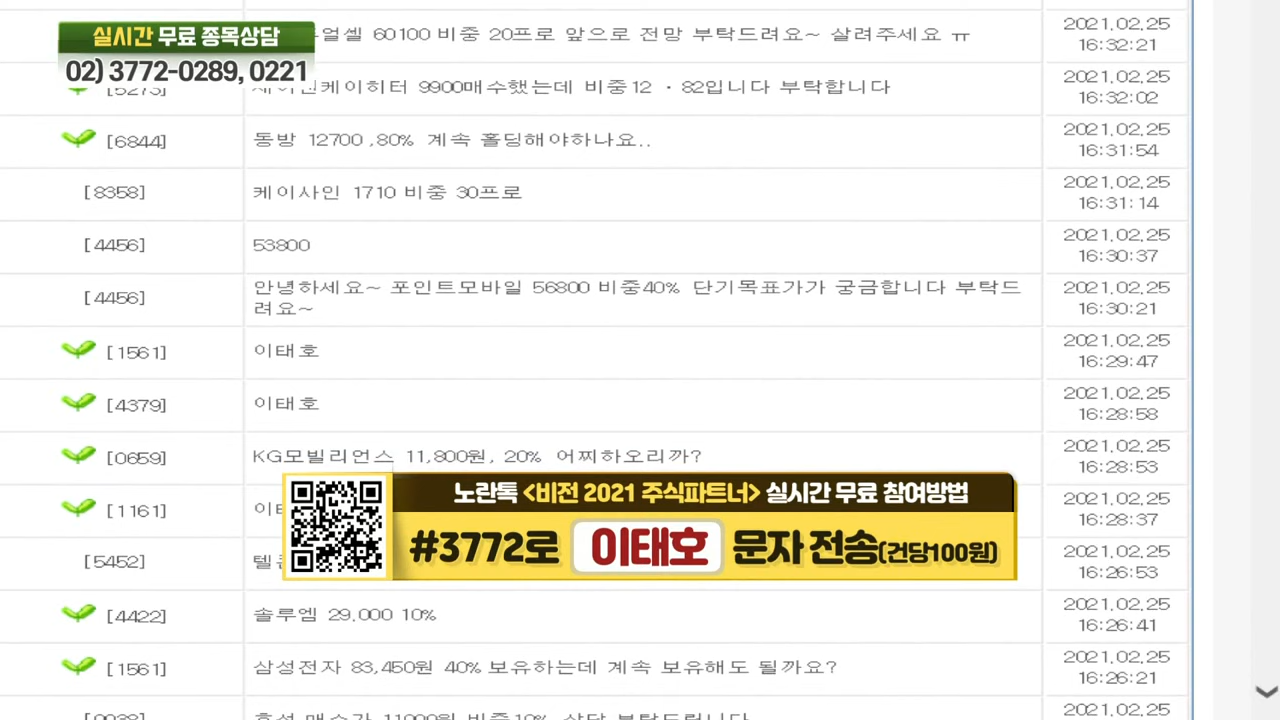 실시간 무료 종목상담
02) 3772-0289, 0221
60100 비중 20프로 앞으로 전망 부탁드려요~ 살려주세요 ㅠ
2021.02.25
16:32:21
[5273]
9900매수했는데 비중12 · 82입니다 부탁합니다
2021.02.25
16:32:02
[6844]
동방 12700 ,80% 계속 홀딩해야하나요..
2021.02.25
16:31:54
[8358]
케이사인 1710 비중 30프로
2021.02.25
16:31:14
[4456]
53800
2021.02.25
16:30:37
[4456]
안녕하세요~ 포인트모바일 56800 비중40% 단기목표가가 궁금합니다 부탁드
려요~
2021.02.25
16:30:21
[1561]
이태호
2021.02.25
16:29:47
[4379]
이태호
2021.02.25
16:28:58
[0659]
KG모빌리언스 11,800원, 20% 어찌하오리까?
2021.02.25
16:28:53
[1161]
2021.02.25
16:28:37
노란톡 <비전 2021 주식파트너> 실시간 무료 참여방법
#3772로 이태호 문자 전송(건당100원)
[5452]
2021.02.25
16:26:53
[4422]
솔루엠 29,000 10%
2021.02.25
16:26:41
[1561]
삼성전자 83,450원 40% 보유하는데 계속 보유해도 될까요?
2021.02.25
16:26:21
2021.02.25